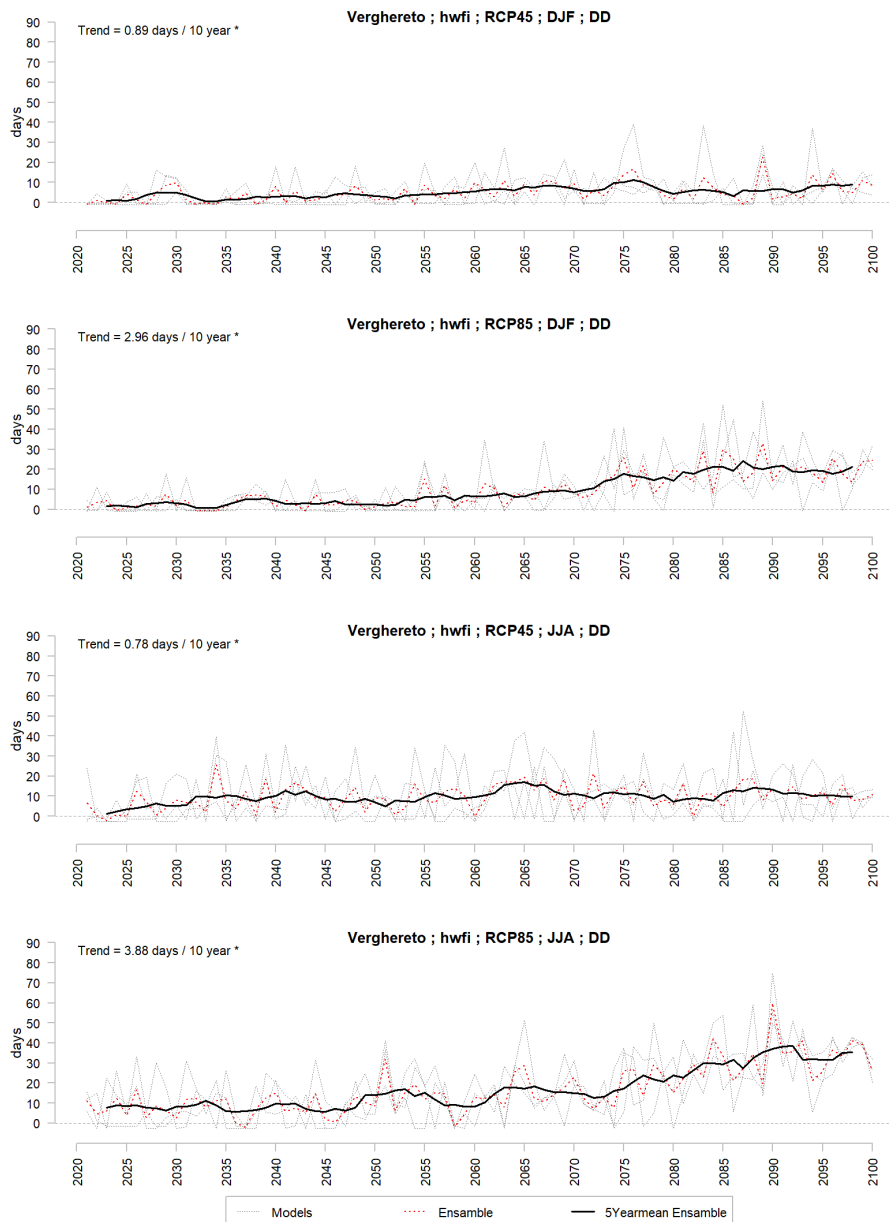 Verghereto ; hwfi ; RCP45 ; DJF ; DD
Trend = 0.89 days / 10 year *
days
90
80
70
60
50
40
30
20
10
0
2020 2025 2030 2035 2040 2045 2050 2055 2060 2065 2070 2075 2080 2085 2090 2095 2100
Verghereto ; hwfi ; RCP85 ; DJF ; DD
Trend = 2.96 days / 10 year *
days
90
80
70
60
50
40
30
20
10
0
2020 2025 2030 2035 2040 2045 2050 2055 2060 2065 2070 2075 2080 2085 2090 2095 2100
Verghereto ; hwfi ; RCP45 ; JJA ; DD
Trend = 0.78 days / 10 year *
days
90
80
70
60
50
40
30
20
10
0
2020 2025 2030 2035 2040 2045 2050 2055 2060 2065 2070 2075 2080 2085 2090 2095 2100
Verghereto ; hwfi ; RCP85 ; JJA ; DD
Trend = 3.88 days / 10 year *
days
90
80
70
60
50
40
30
20
10
0
2020 2025 2030 2035 2040 2045 2050 2055 2060 2065 2070 2075 2080 2085 2090 2095 2100
Models Ensamble 5Yearmean Ensamble